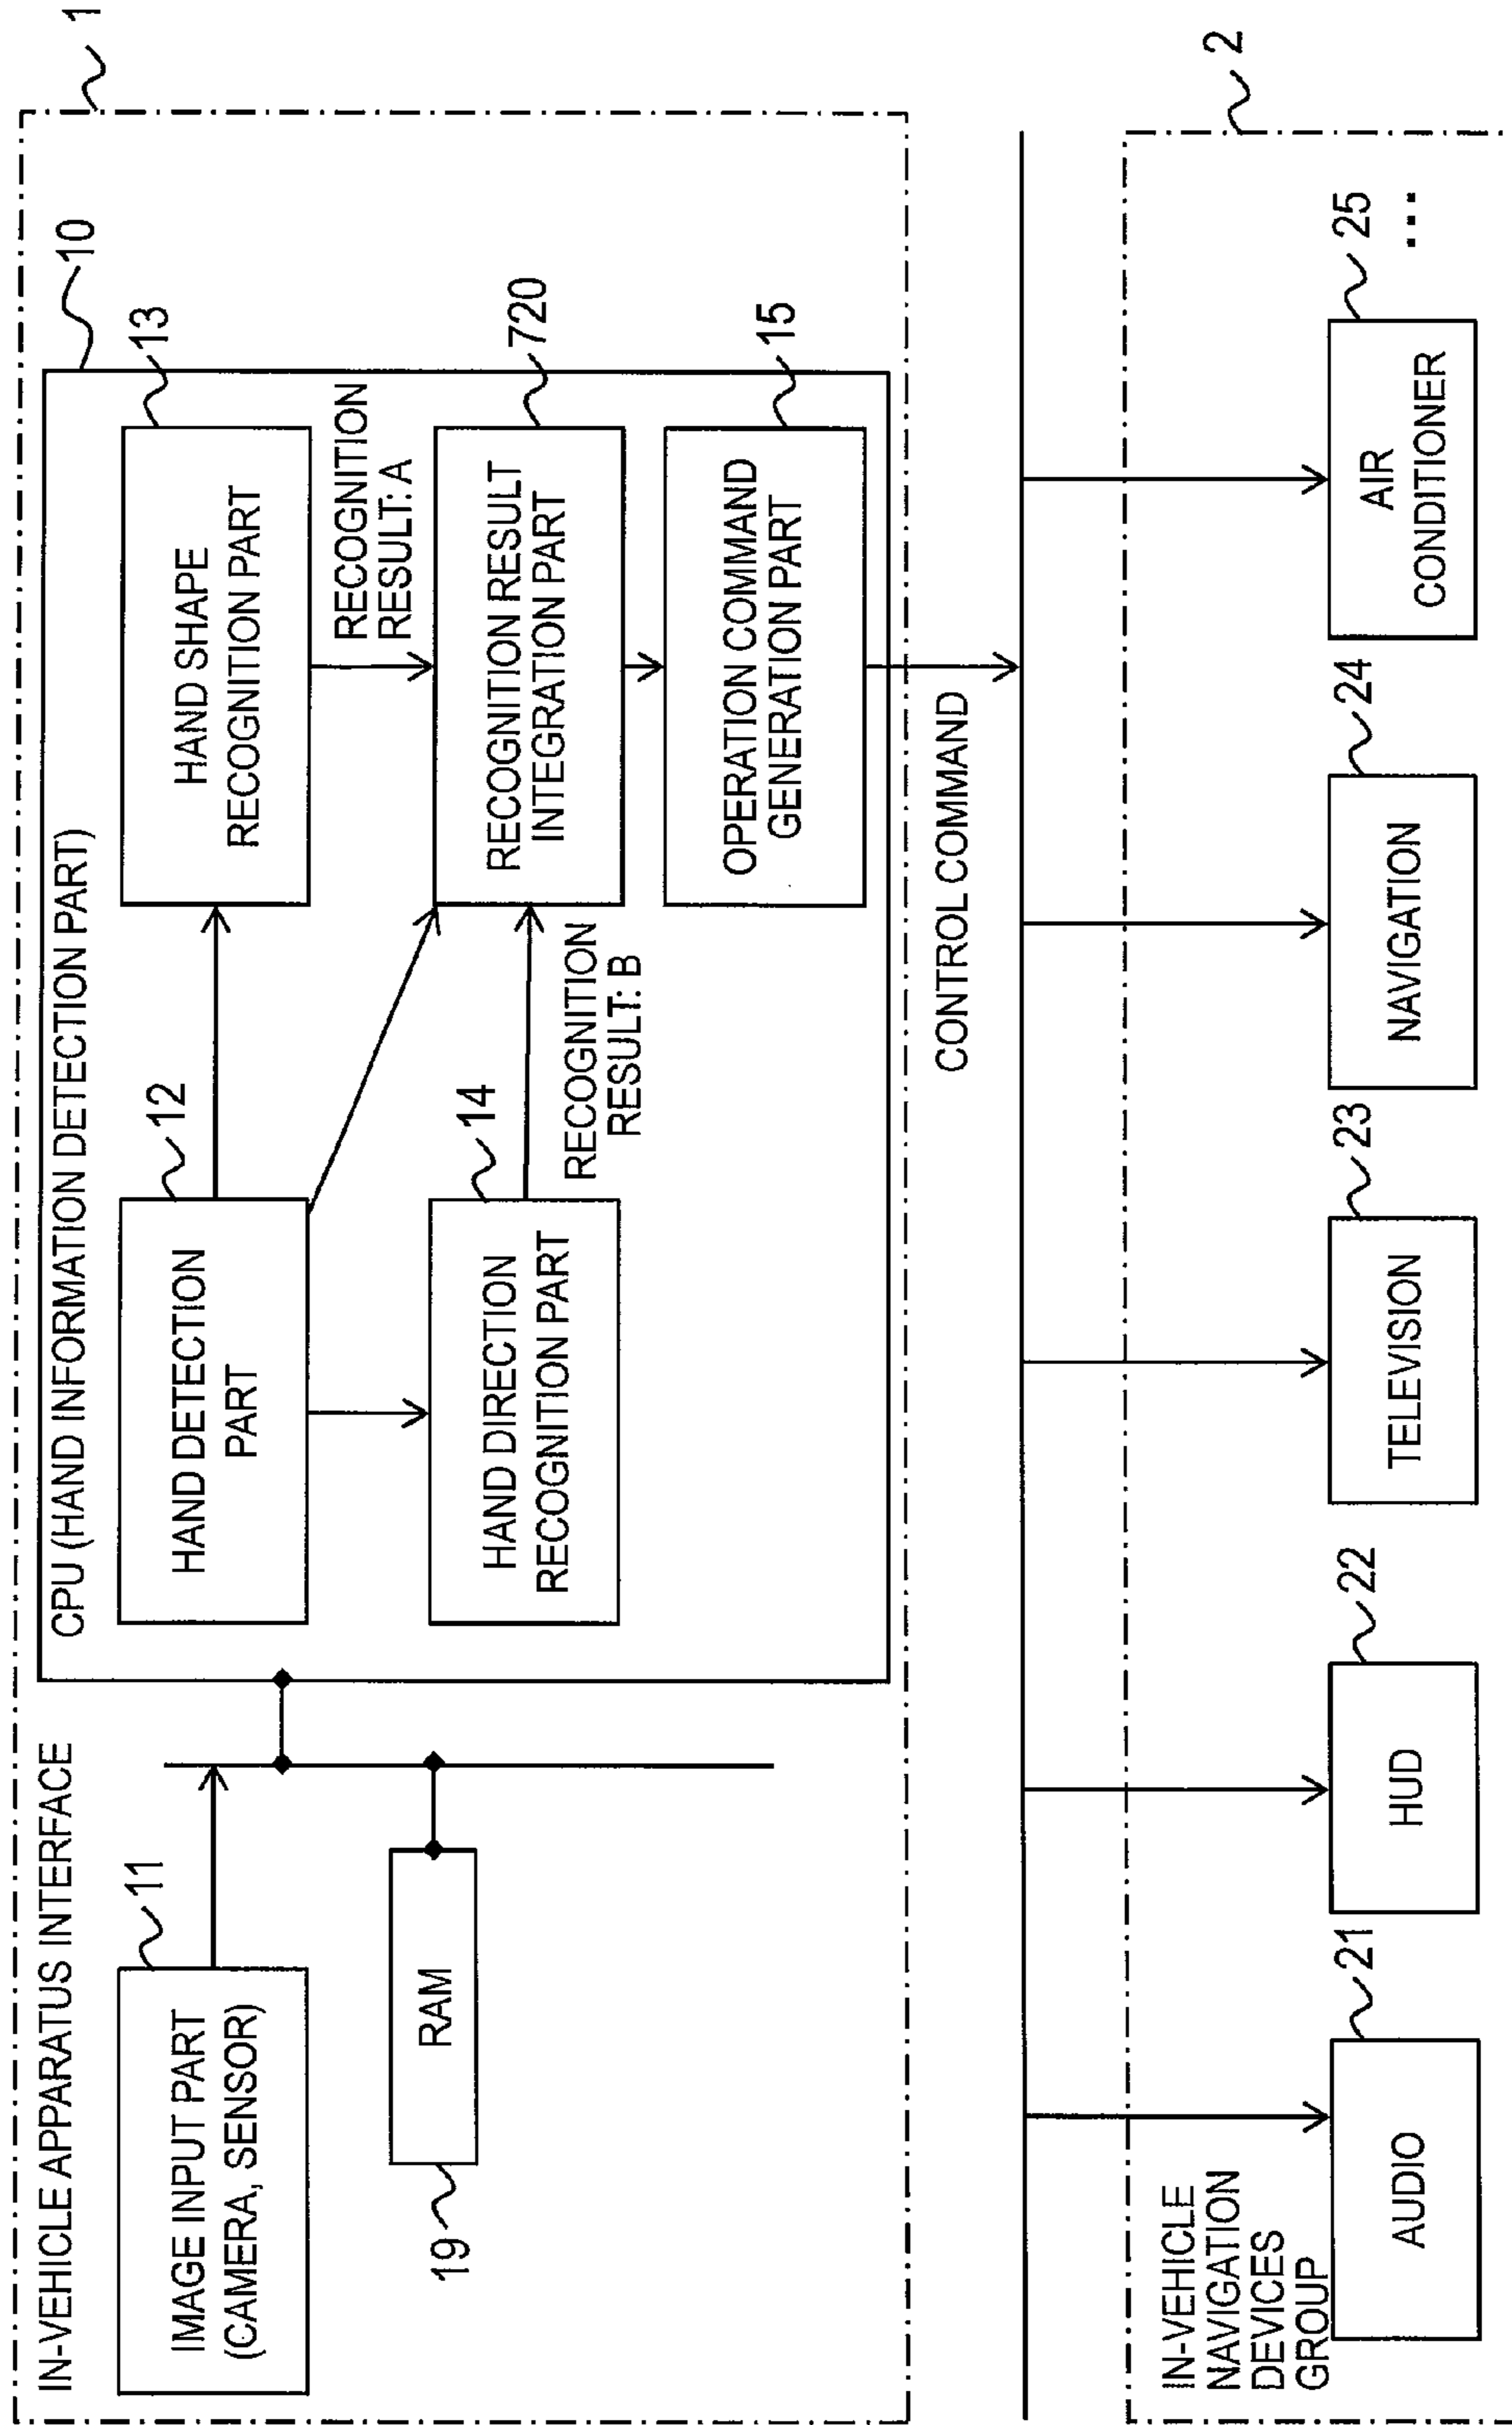 1
IN-VEHICLE APPARATUS INTERFACE
10
CPU (HAND INFORMATION DETECTION PART)
11
IMAGE INPUT PART
(CAMERA, SENSOR)
12
HAND DETECTION
PART
13
HAND SHAPE
RECOGNITION PART
RECOGNITION
RESULT: A
19
RAM
14
HAND DIRECTION
RECOGNITION PART
RECOGNITION
RESULT: B
720
RECOGNITION RESULT
INTEGRATION PART
15
OPERATION COMMAND
GENERATION PART
CONTROL COMMAND
2
IN-VEHICLE
NAVIGATION
DEVICES
GROUP
21
AUDIO
22
HUD
23
TELEVISION
24
NAVIGATION
25
AIR
CONDITIONER
...